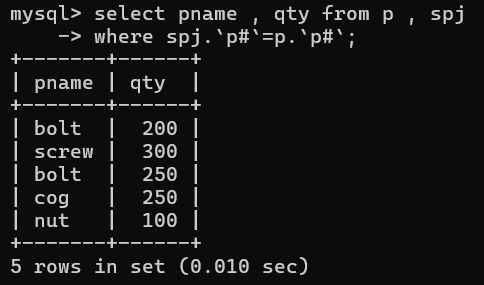 mysql> select pname , qty from p , spj
    -> where spj.`p#`=p.`p#`;
+-------+------+
| pname | qty  |
+-------+------+
| bolt  |  200 |
| screw |  300 |
| bolt  |  250 |
| cog   |  250 |
| nut   |  100 |
+-------+------+
5 rows in set (0.010 sec)